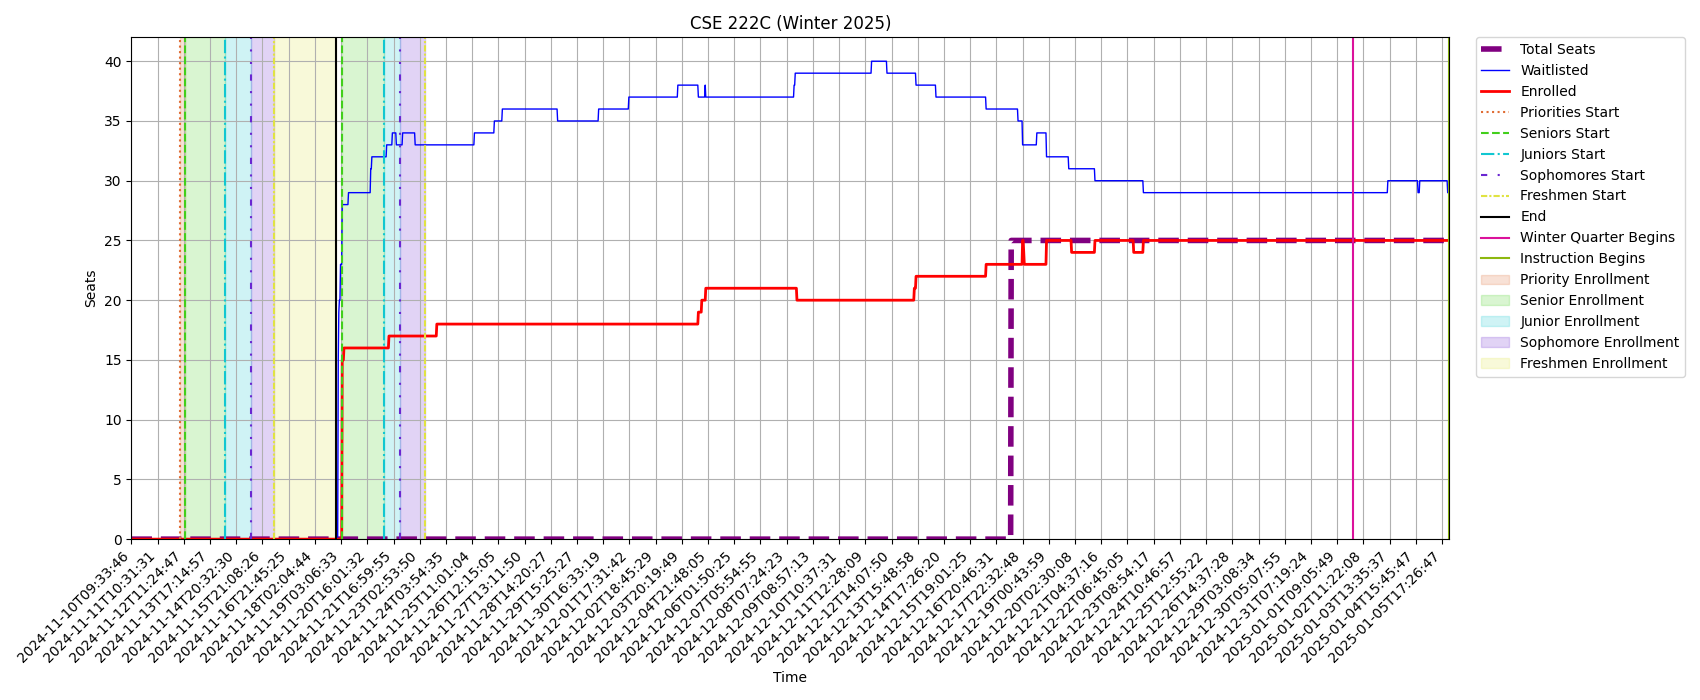 CSE 222C (Winter 2025)
Seats
40
35
30
25
20
15
10
5
0
2024-11-10T09:33:46
2024-11-11T10:31:31
2024-11-12T11:24:47
2024-11-13T17:14:57
2024-11-14T20:32:30
2024-11-15T21:08:26
2024-11-16T21:45:25
2024-11-18T02:04:44
2024-11-19T03:06:33
2024-11-20T16:01:32
2024-11-21T16:59:55
2024-11-23T02:53:50
2024-11-24T23:54:35
2024-11-25T11:01:04
2024-11-26T12:15:05
2024-11-27T13:11:50
2024-11-28T14:20:27
2024-11-29T15:25:27
2024-11-30T16:33:19
2024-12-01T17:31:42
2024-12-02T18:45:29
2024-12-03T20:19:49
2024-12-04T21:48:05
2024-12-06T01:50:25
2024-12-07T05:54:55
2024-12-08T07:24:23
2024-12-09T08:57:13
2024-12-10T10:37:31
2024-12-11T12:28:09
2024-12-12T14:07:50
2024-12-13T15:48:58
2024-12-14T17:26:20
2024-12-15T19:01:25
2024-12-16T20:46:31
2024-12-17T22:32:48
2024-12-19T00:43:59
2024-12-20T02:30:08
2024-12-21T04:37:16
2024-12-22T06:45:05
2024-12-23T08:54:17
2024-12-24T10:46:57
2024-12-25T12:55:22
2024-12-26T14:37:28
2024-12-29T03:08:34
2024-12-30T05:07:55
2024-12-31T07:19:24
2025-01-01T09:05:49
2025-01-02T11:22:08
2025-01-03T13:35:37
2025-01-04T15:45:47
2025-01-05T17:26:47
Time
Total Seats
Waitlisted
Enrolled
Priorities Start
Seniors Start
Juniors Start
Sophomores Start
Freshmen Start
End
Winter Quarter Begins
Instruction Begins
Priority Enrollment
Senior Enrollment
Junior Enrollment
Sophomore Enrollment
Freshmen Enrollment